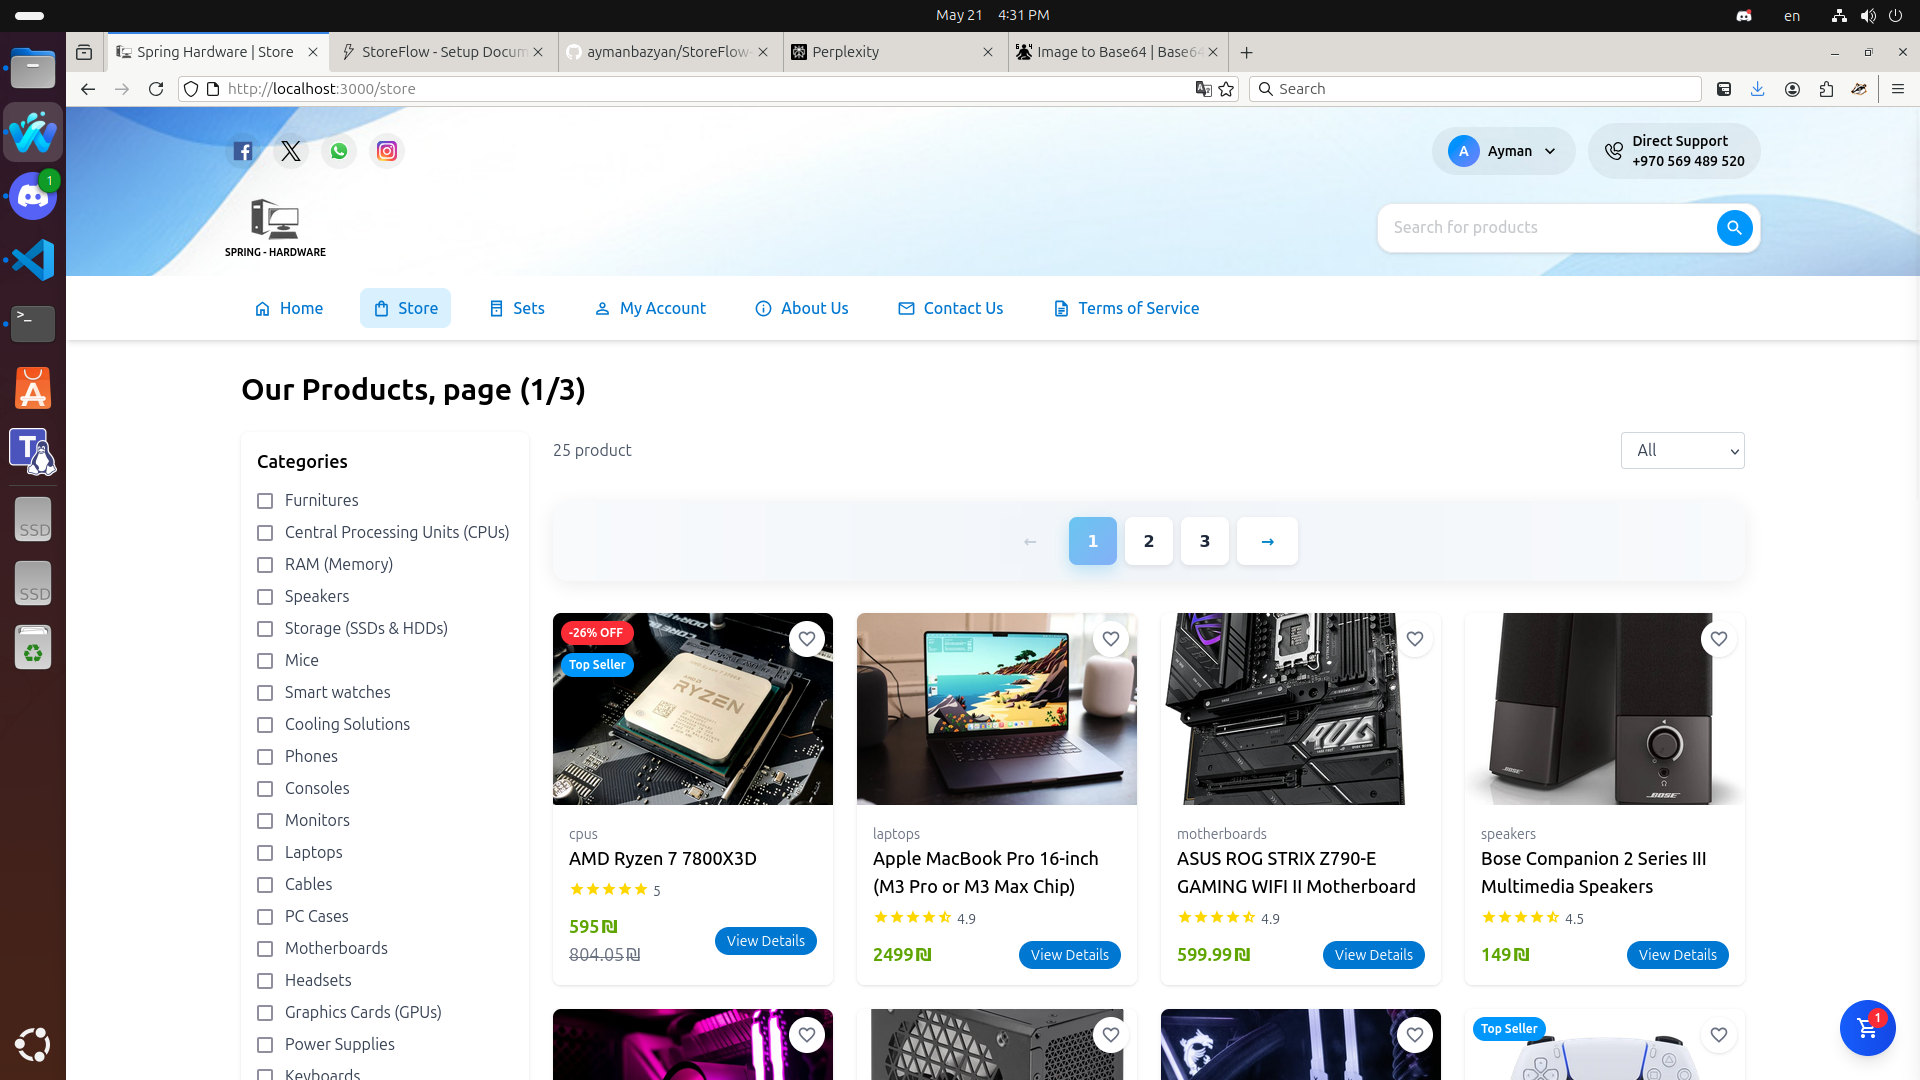 May 21 4:31 PM
en
Spring Hardware | Store
StoreFlow - Setup Docum
aymanbazyan/StoreFlow-
Perplexity
Image to Base64 | Base64
http://localhost:3000/store
Search
1
A
Ayman
Direct Support
+970 569 489 520
SPRING - HARDWARE
Search for products
Home
Store
Sets
My Account
About Us
Contact Us
Terms of Service
Our Products, page (1/3)
Categories
Furnitures
Central Processing Units (CPUs)
RAM (Memory)
Speakers
Storage (SSDs & HDDs)
Mice
Smart watches
Cooling Solutions
Phones
Consoles
Monitors
Laptops
Cables
PC Cases
Motherboards
Headsets
Graphics Cards (GPUs)
Power Supplies
Keyboards
25 product
All
← 1 2 3 →
-26% OFF
Top Seller
RYZEN
cpus
AMD Ryzen 7 7800X3D
5
595₪
804.05₪
View Details
laptops
Apple MacBook Pro 16-inch
(M3 Pro or M3 Max Chip)
4.9
2499₪
View Details
motherboards
ASUS ROG STRIX Z790-E
GAMING WIFI II Motherboard
4.9
599.99₪
View Details
BOSE
BOSE
speakers
Bose Companion 2 Series III
Multimedia Speakers
4.5
149₪
View Details
Top Seller
1
>_
T
SSD
SSD